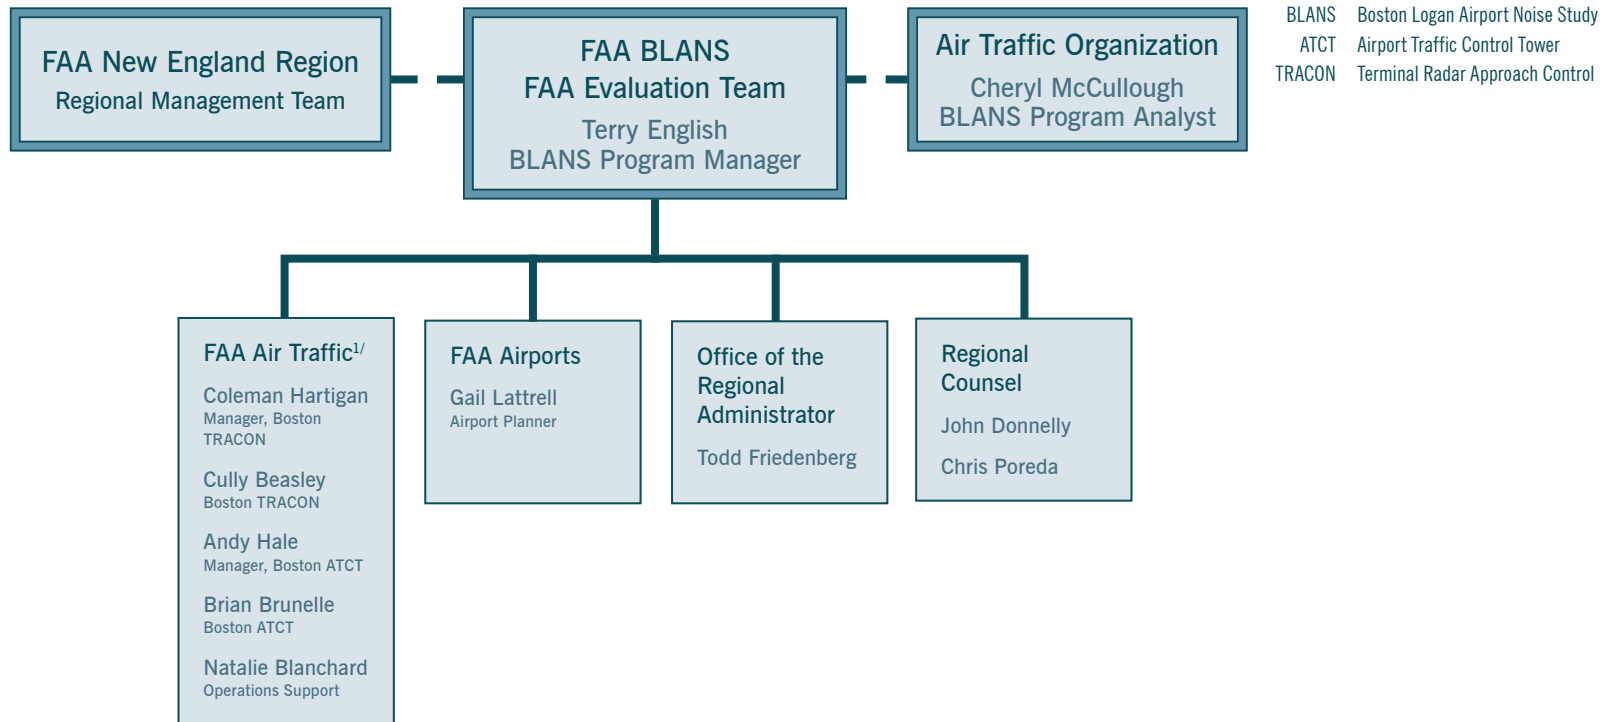 FAA New England Region
Regional Management Team
FAA BLANS
FAA Evaluation Team
Terry English
BLANS Program Manager
Air Traffic Organization
Cheryl McCullough
BLANS Program Analyst
BLANS Boston Logan Airport Noise Study
ATCT Airport Traffic Control Tower
TRACON Terminal Radar Approach Control
FAA Air Traffic1/
Coleman Hartigan
Manager, Boston
TRACON
Cully Beasley
Boston TRACON
Andy Hale
Manager, Boston ATCT
Brian Brunelle
Boston ATCT
Natalie Blanchard
Operations Support
FAA Airports
Gail Lattrell
Airport Planner
Office of the
Regional
Administrator
Todd Friedenberg
Regional
Counsel
John Donnelly
Chris Poreda